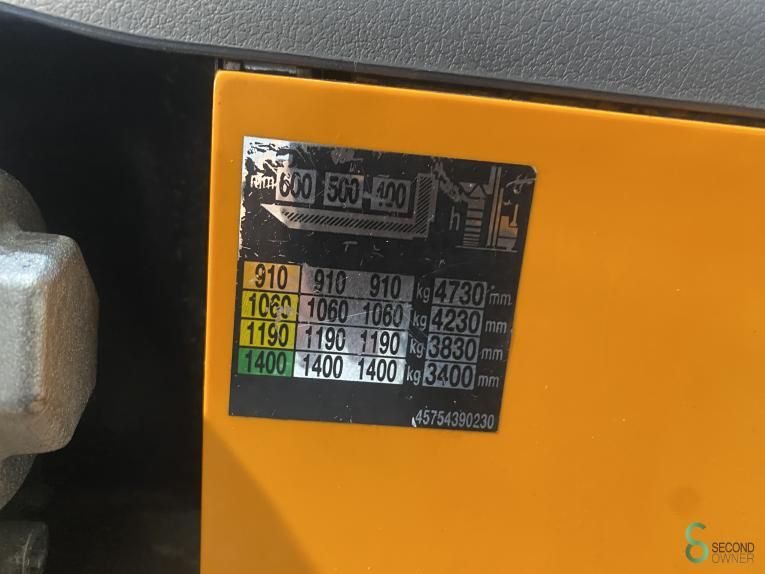 mm 600 500 400
h
910 910 910 kg 4730 mm
1060 1060 1060 kg 4230 mm
1190 1190 1190 kg 3830 mm
1400 1400 1400 kg 3400 mm
45754390230
SECOND
OWNER